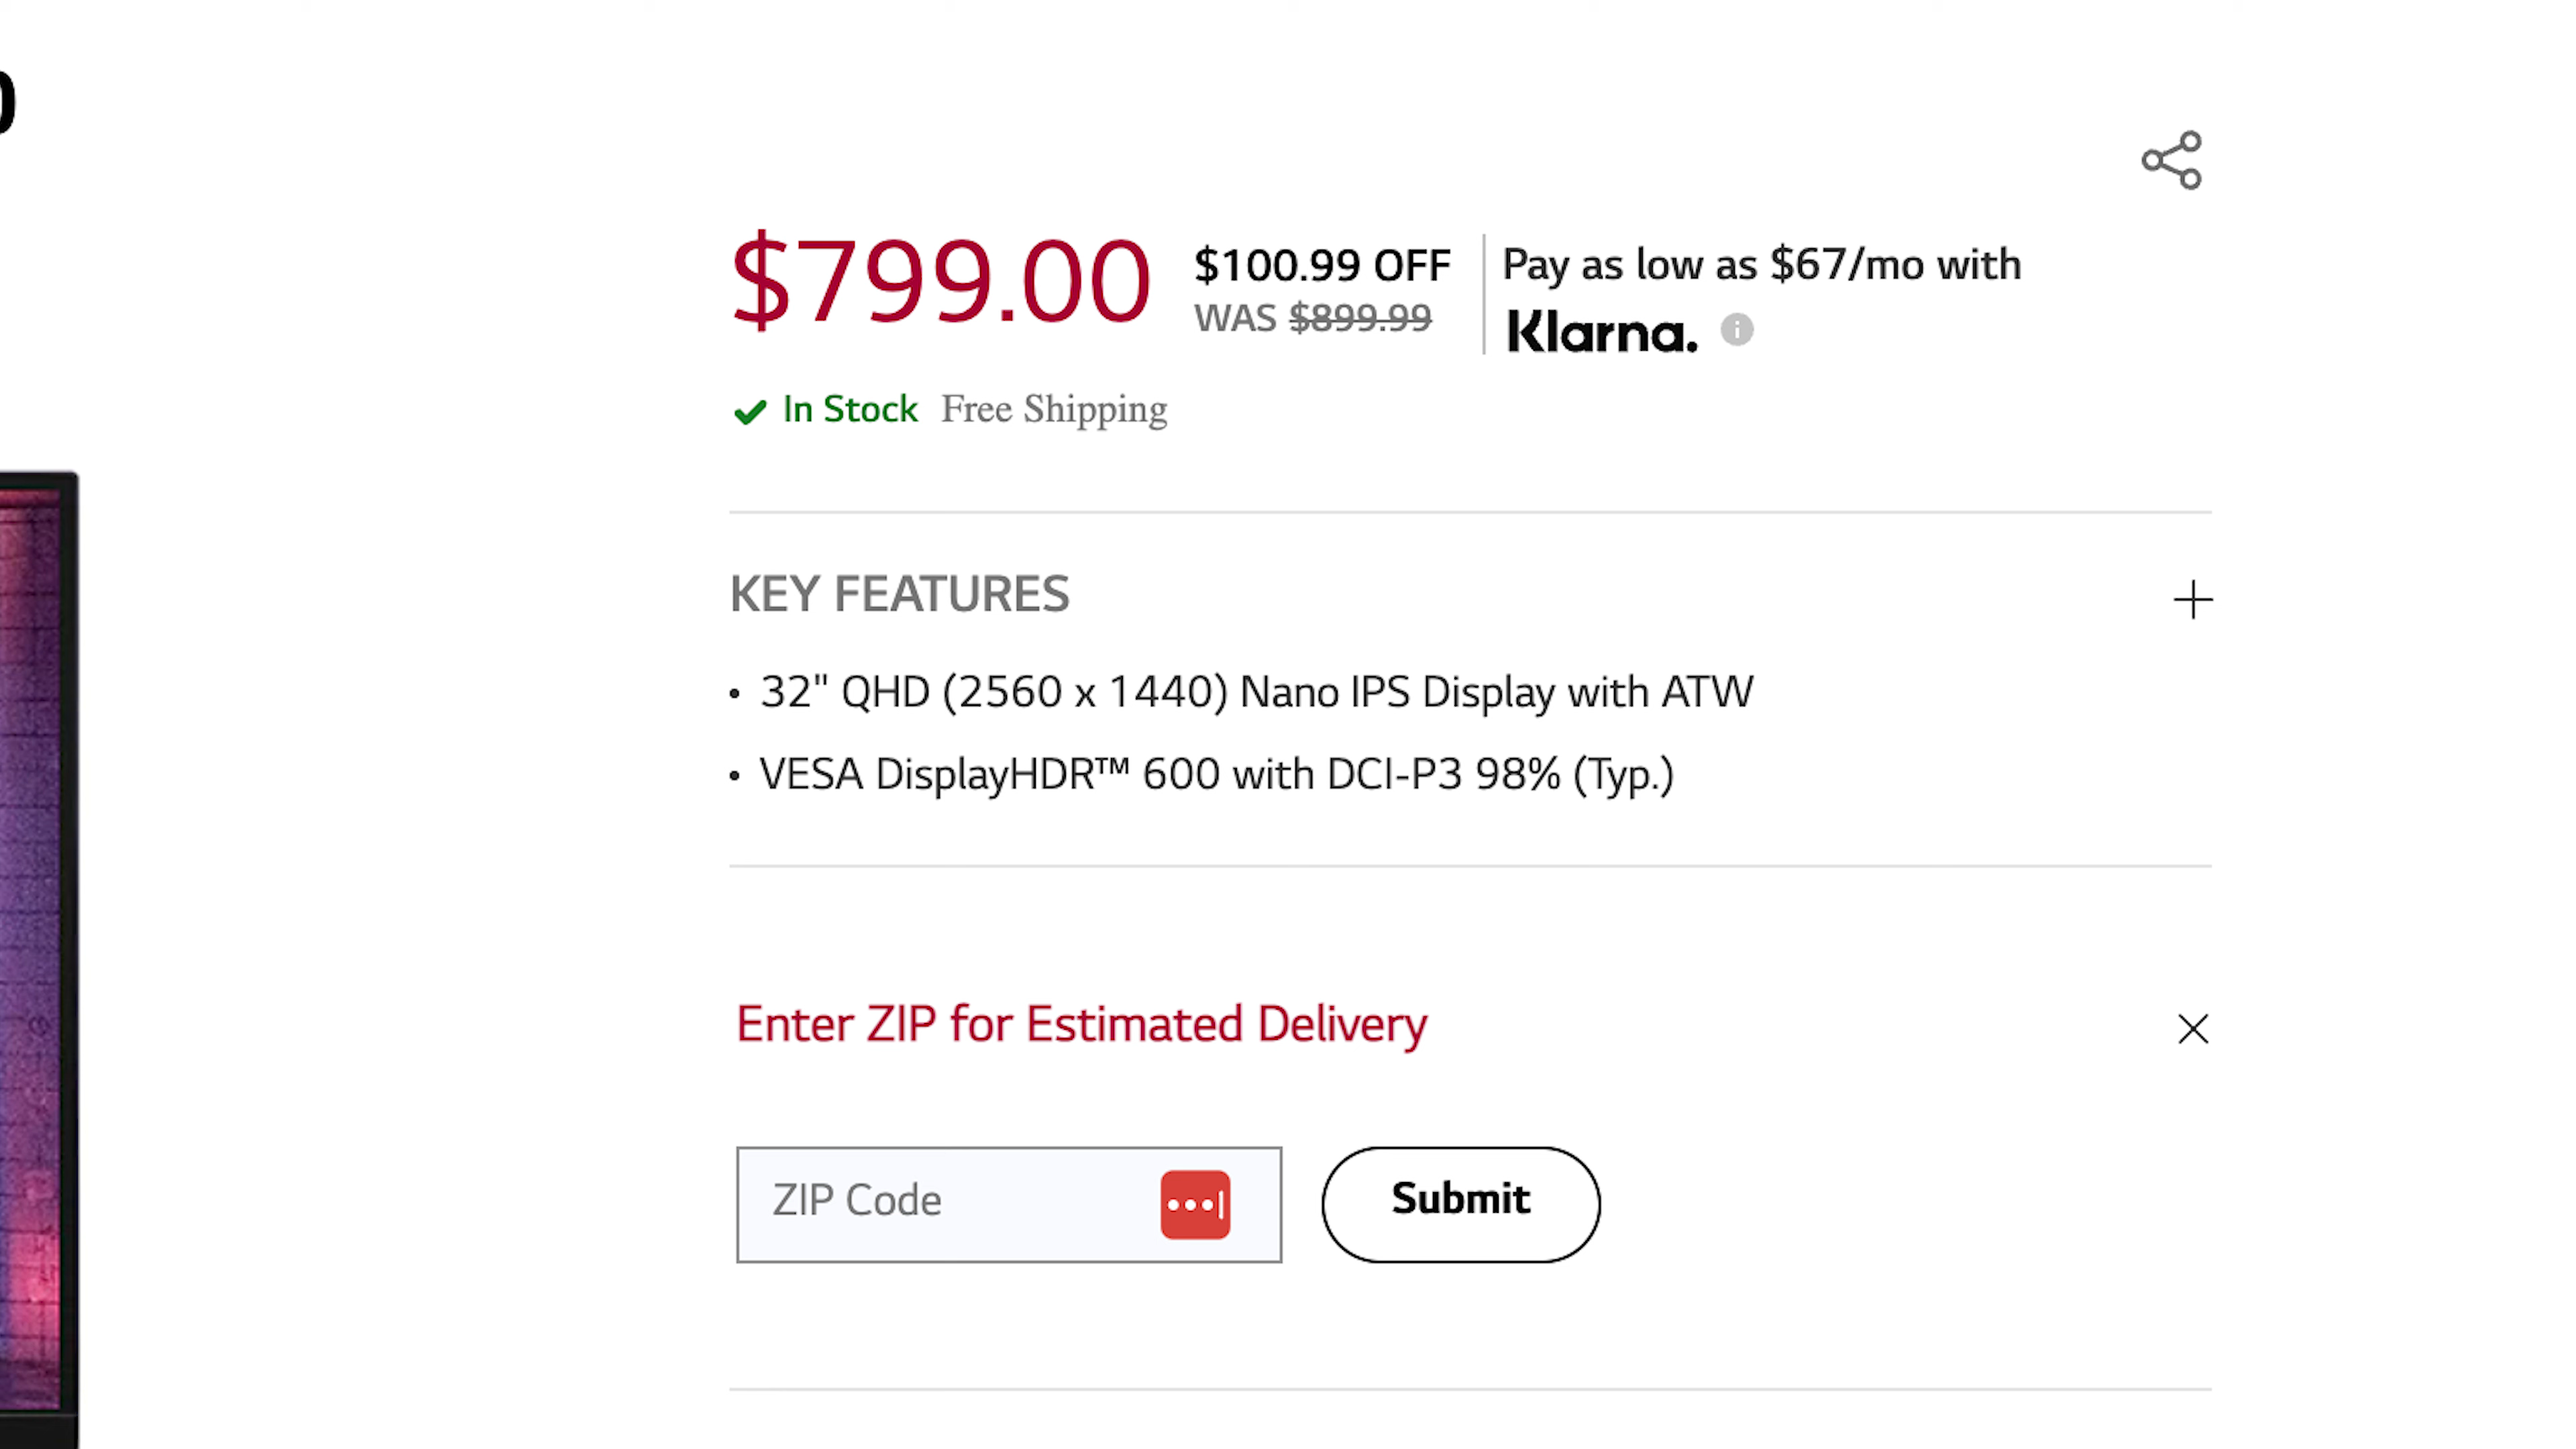 $799.00
$100.99 OFF
WAS $899.99
Pay as low as $67/mo with
Klarna.
In Stock Free Shipping
KEY FEATURES
• 32" QHD (2560 x 1440) Nano IPS Display with ATW
• VESA DisplayHDR™ 600 with DCI-P3 98% (Typ.)
Enter ZIP for Estimated Delivery
ZIP Code
Submit